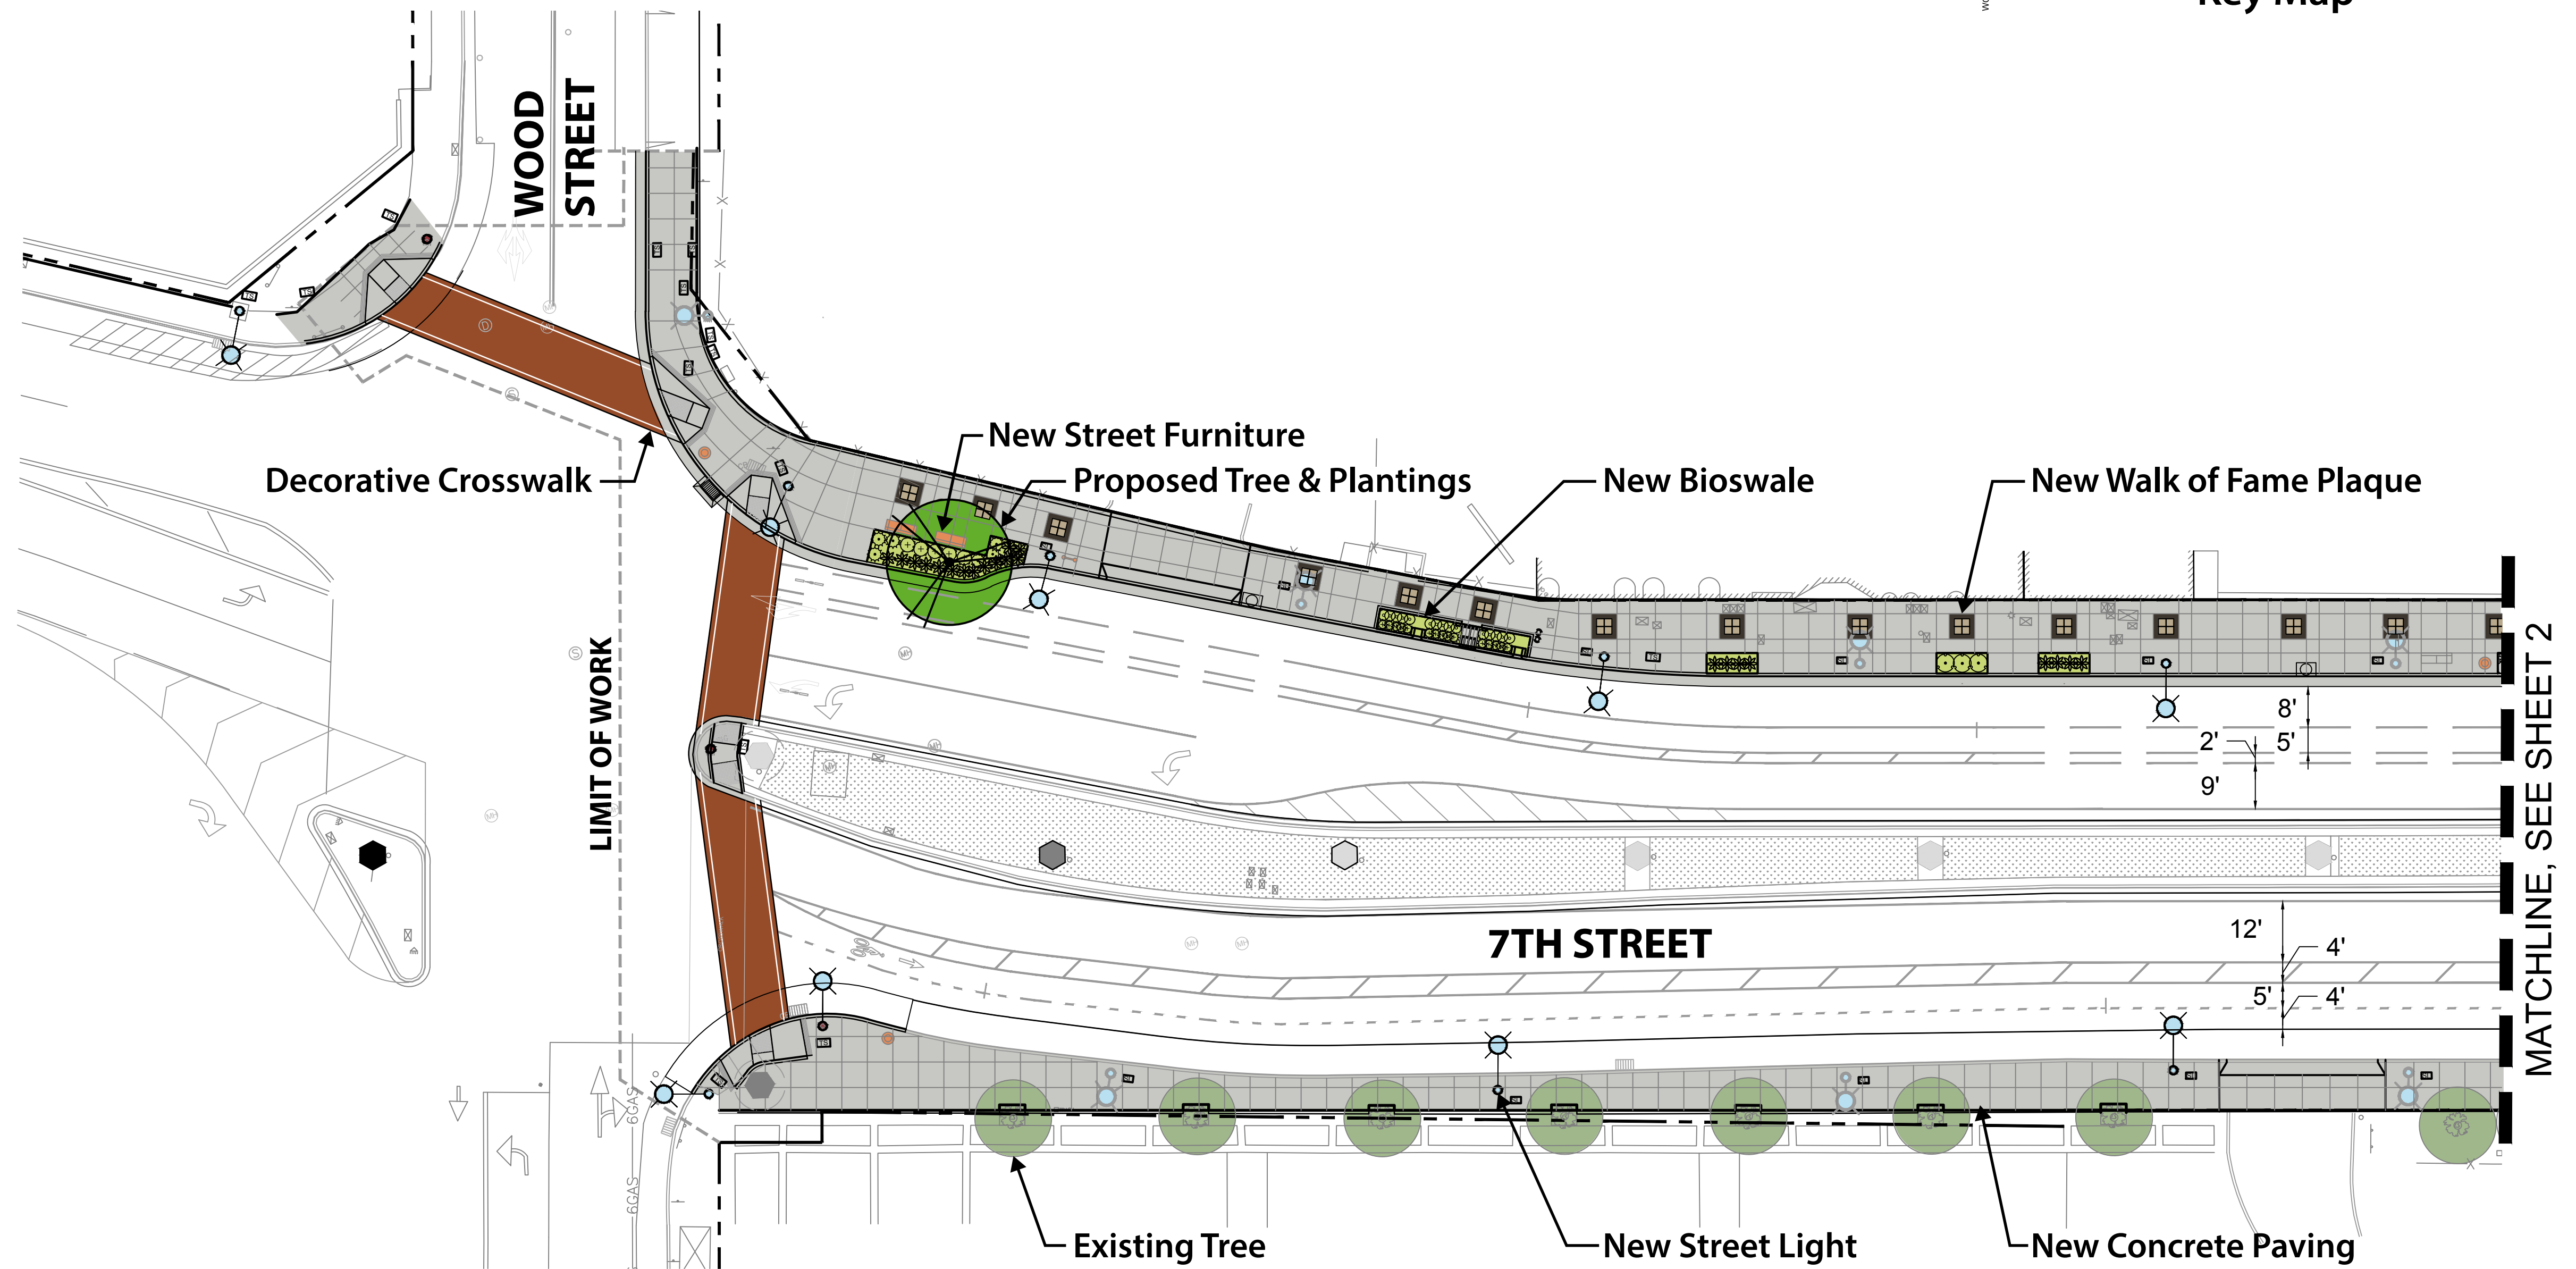 Key Map
WOOD
STREET
New Street Furniture
Decorative Crosswalk
Proposed Tree & Plantings
New Bioswale
New Walk of Fame Plaque
LIMIT OF WORK
MATCHLINE, SEE SHEET 2
8'
2'
5'
9'
7TH STREET
12'
4'
5'
4'
6GAS
6GAS
Existing Tree
New Street Light
New Concrete Paving